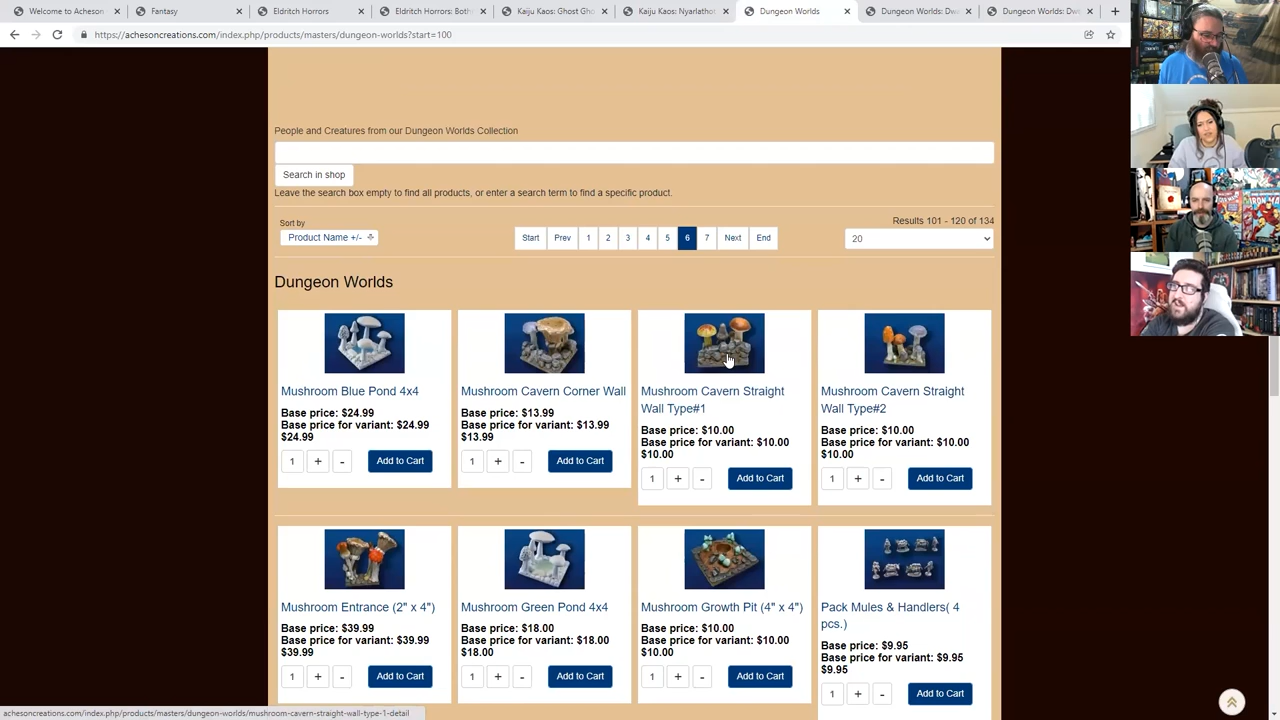 Welcome to Acheson
Fantasy
Eldritch Horrors
Eldritch Horrors: Both
Kaiju Kaos: Ghost Gho
Kaiju Kaos: Nyarlathot
Dungeon Worlds
Dungeon Worlds: Dw
Dungeon Worlds: Dwa
https://achesoncreations.com/index.php/products/masters/dungeon-worlds?start=100
People and Creatures from our Dungeon Worlds Collection
Search in shop
Leave the search box empty to find all products, or enter a search term to find a specific product.
Results 101 - 120 of 134
Sort by
Product Name +/-
Start Prev 1 2 3 4 5 6 7 Next End
20
Dungeon Worlds
Mushroom Blue Pond 4x4
Base price: $24.99
Base price for variant: $24.99
$24.99
1 + - Add to Cart
Mushroom Cavern Corner Wall
Base price: $13.99
Base price for variant: $13.99
$13.99
1 + - Add to Cart
Mushroom Cavern Straight
Wall Type#1
Base price: $10.00
Base price for variant: $10.00
$10.00
1 + - Add to Cart
Mushroom Cavern Straight
Wall Type#2
Base price: $10.00
Base price for variant: $10.00
$10.00
1 + - Add to Cart
Mushroom Entrance (2" x 4")
Base price: $39.99
Base price for variant: $39.99
$39.99
1 + - Add to Cart
Mushroom Green Pond 4x4
Base price: $18.00
Base price for variant: $18.00
$18.00
1 + - Add to Cart
Mushroom Growth Pit (4" x 4")
Base price: $10.00
Base price for variant: $10.00
$10.00
1 + - Add to Cart
Pack Mules & Handlers( 4
pcs.)
Base price: $9.95
Base price for variant: $9.95
$9.95
1 + - Add to Cart
achesoncreations.com/index.php/products/masters/dungeon-worlds/mushroom-cavern-straight-wall-type-1-detail
IRON MAN